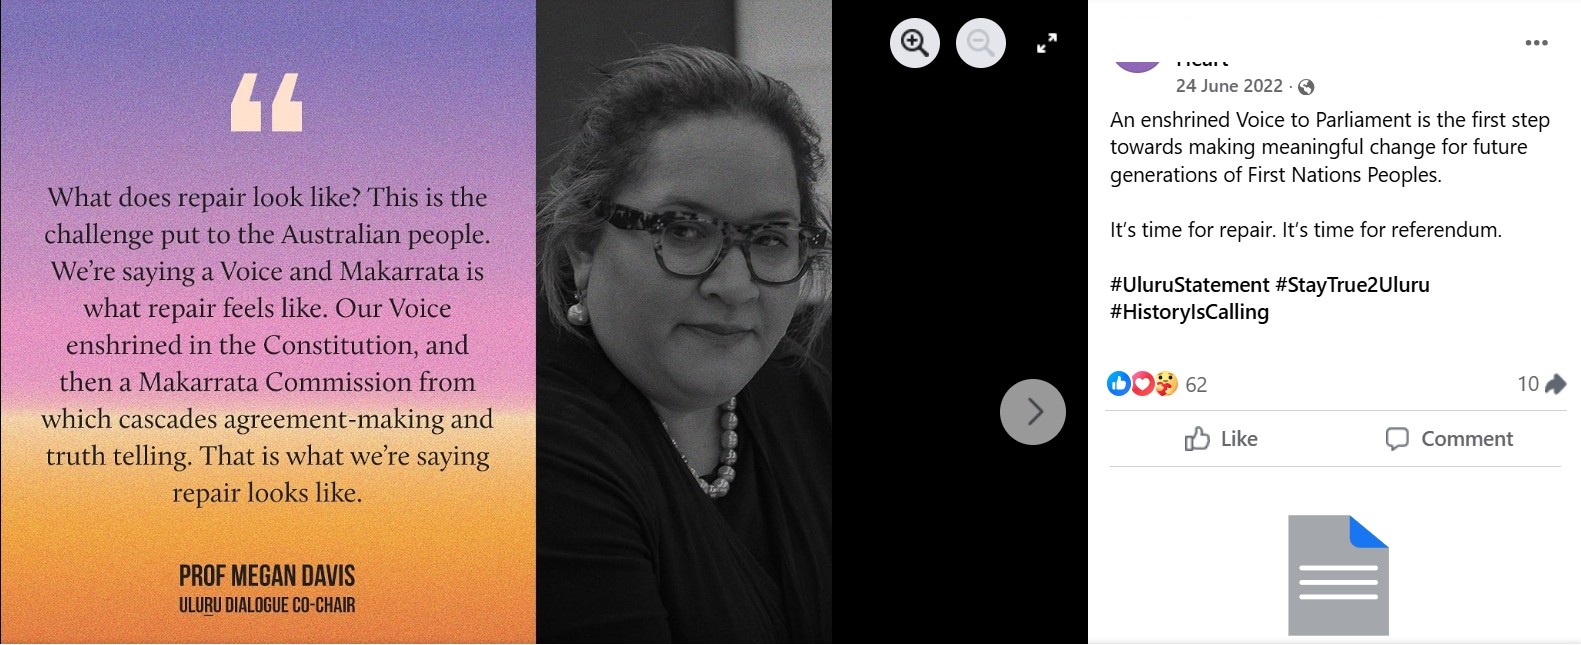 “
What does repair look like? This is the
challenge put to the Australian people.
We’re saying a Voice and Makarrata is
what repair feels like. Our Voice
enshrined in the Constitution, and
then a Makarrata Commission from
which cascades agreement-making and
truth telling. That is what we’re saying
repair looks like.
PROF MEGAN DAVIS
ULUṞU DIALOGUE CO-CHAIR
Heart
24 June 2022 ·
An enshrined Voice to Parliament is the first step
towards making meaningful change for future
generations of First Nations Peoples.
It’s time for repair. It’s time for referendum.
#UluruStatement #StayTrue2Uluru
#HistoryIsCalling
62
10
Like
Comment